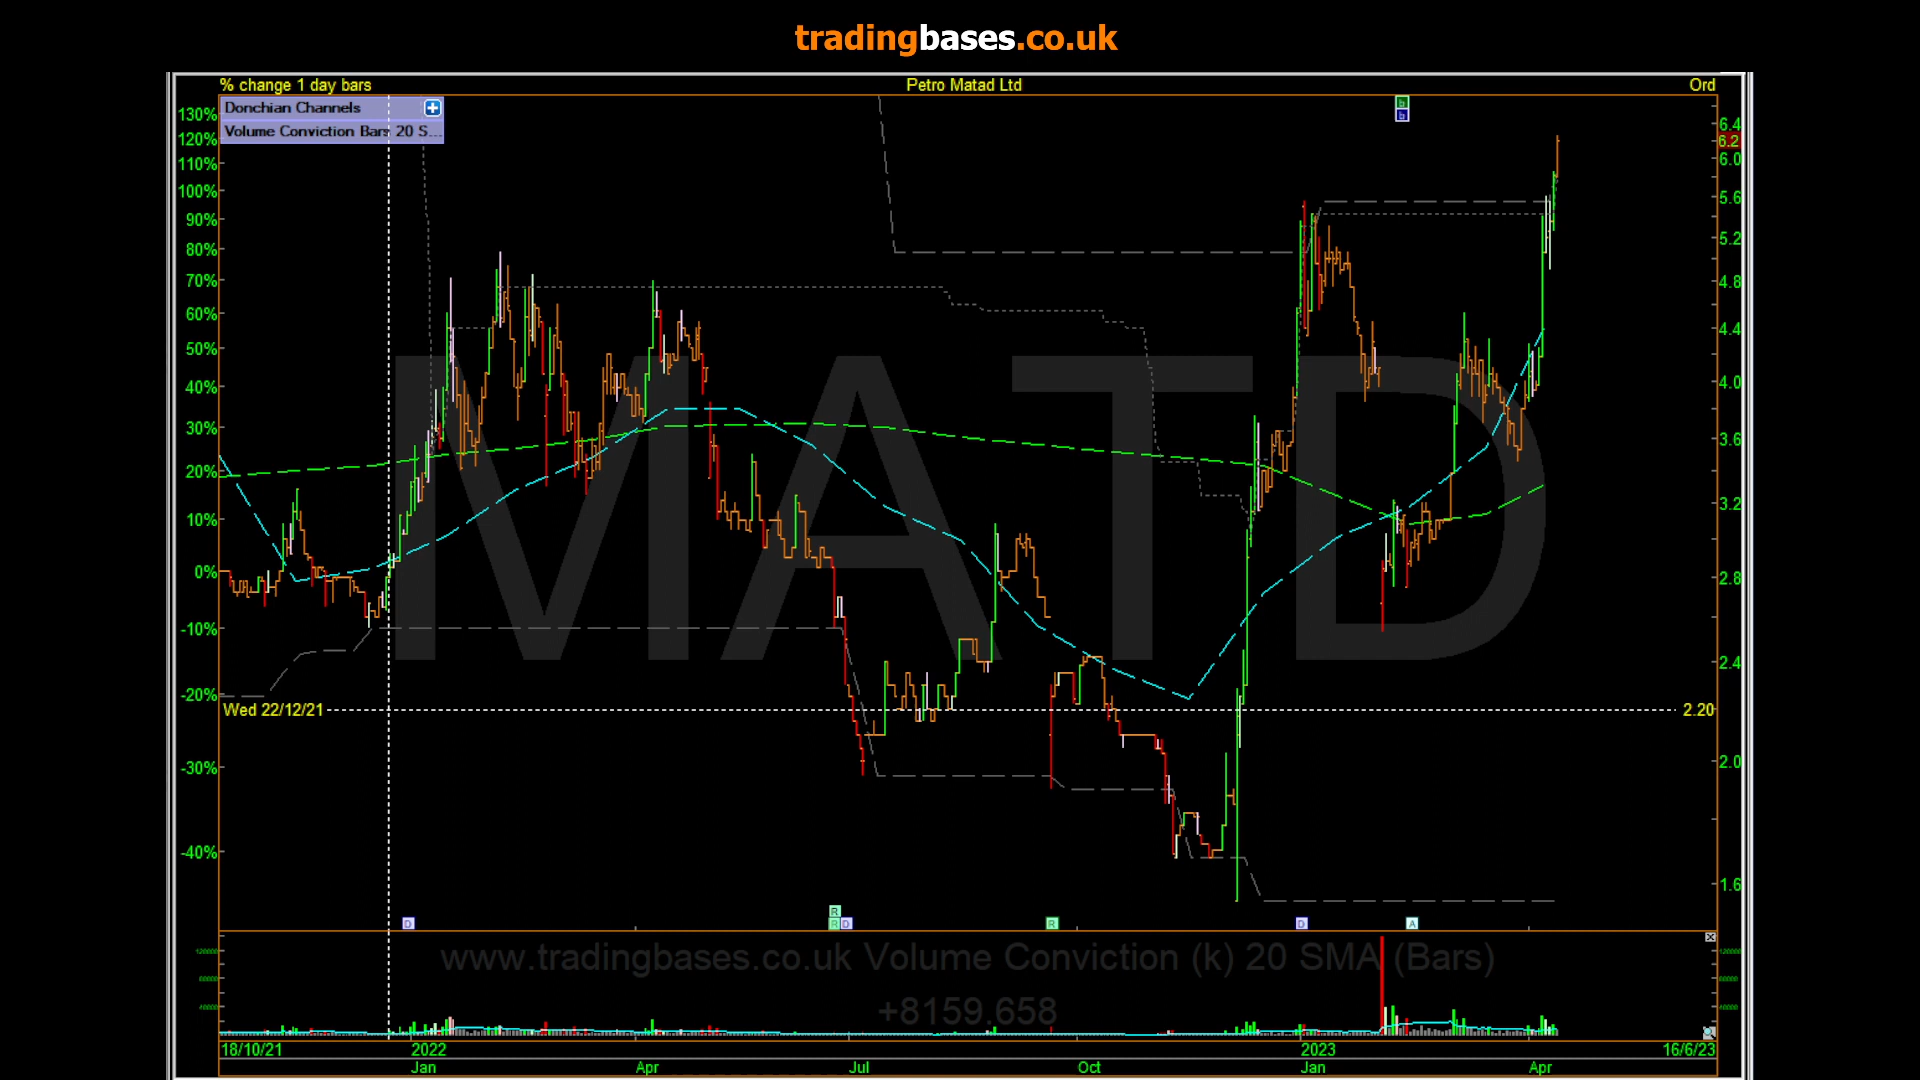 tradingbases.co.uk
% change 1 day bars Petro Matad Ltd Ord
Donchian Channels
Volume Conviction Bars 20 S...
130%
120%
110%
100%
90%
80%
70%
60%
50%
40%
30%
20%
10%
0%
-10%
-20%
-30%
-40%
6.4
6.2
6.0
5.6
5.2
4.8
4.4
4.0
3.6
3.2
2.8
2.4
2.0
1.6
b
b
MATD
Wed 22/12/21 2.20
R
D R D R D A
www.tradingbases.co.uk Volume Conviction (k) 20 SMA (Bars)
+8159.658
18/10/21 2022 2023 16/6/23
Jan Apr Jul Oct Jan Apr